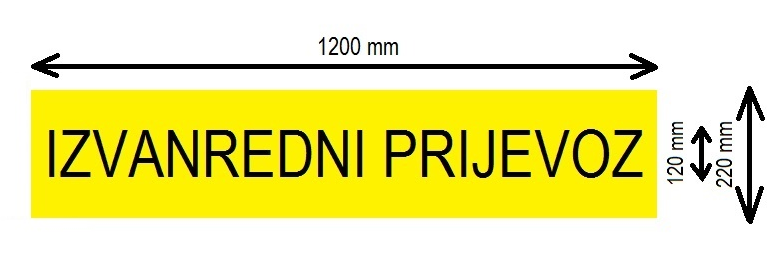 1200 mm
IZVANREDNI PRIJEVOZ
120 mm
220 mm